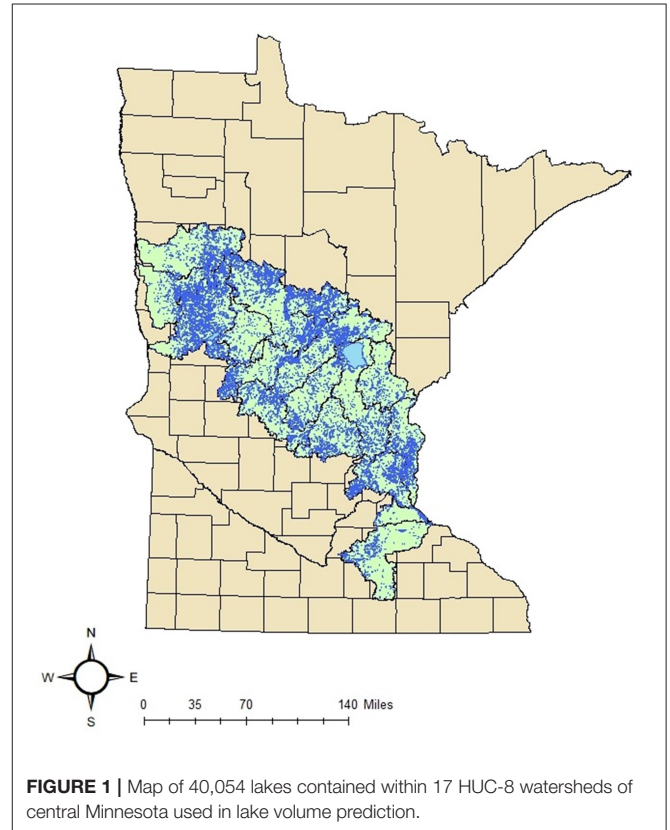 N
W E
S
0 35 70 140 Miles
FIGURE 1 | Map of 40,054 lakes contained within 17 HUC-8 watersheds of
central Minnesota used in lake volume prediction.